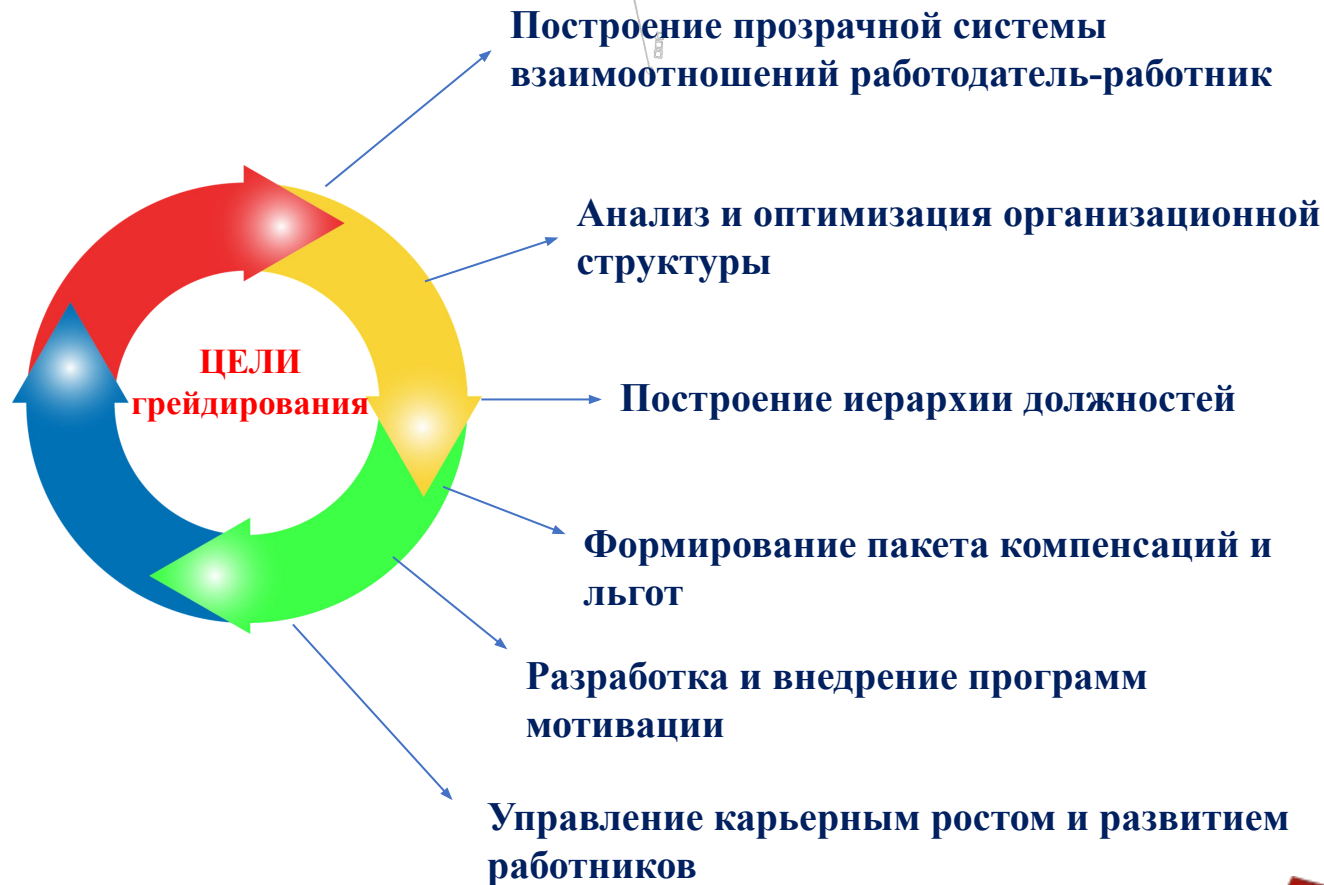 Построение прозрачной системы
взаимоотношений работодатель-работник
Анализ и оптимизация организационной
структуры
ЦЕЛИ
грейдирования
Построение иерархии должностей
Формирование пакета компенсаций и
льгот
Разработка и внедрение программ
мотивации
Управление карьерным ростом и развитием
работников